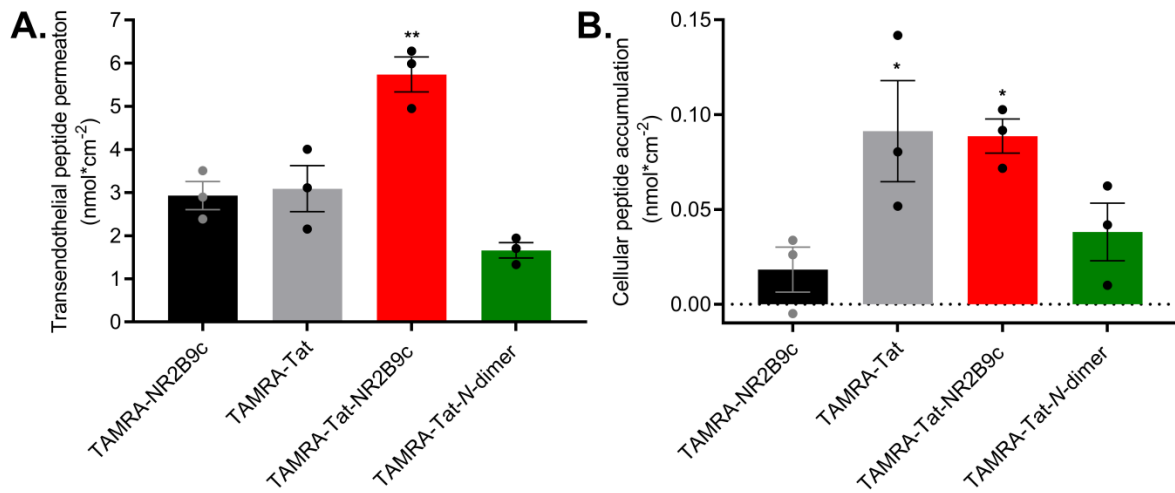 A.
Transendothelial peptide permeaton
(nmol*cm⁻²)
7
6
5
4
3
2
1
0
**
TAMRA-NR2B9c
TAMRA-Tat
TAMRA-Tat-NR2B9c
TAMRA-Tat-N-dimer
B.
Cellular peptide accumulation
(nmol*cm⁻²)
0.15
0.10
0.05
0.00
*
*
TAMRA-NR2B9c
TAMRA-Tat
TAMRA-Tat-NR2B9c
TAMRA-Tat-N-dimer